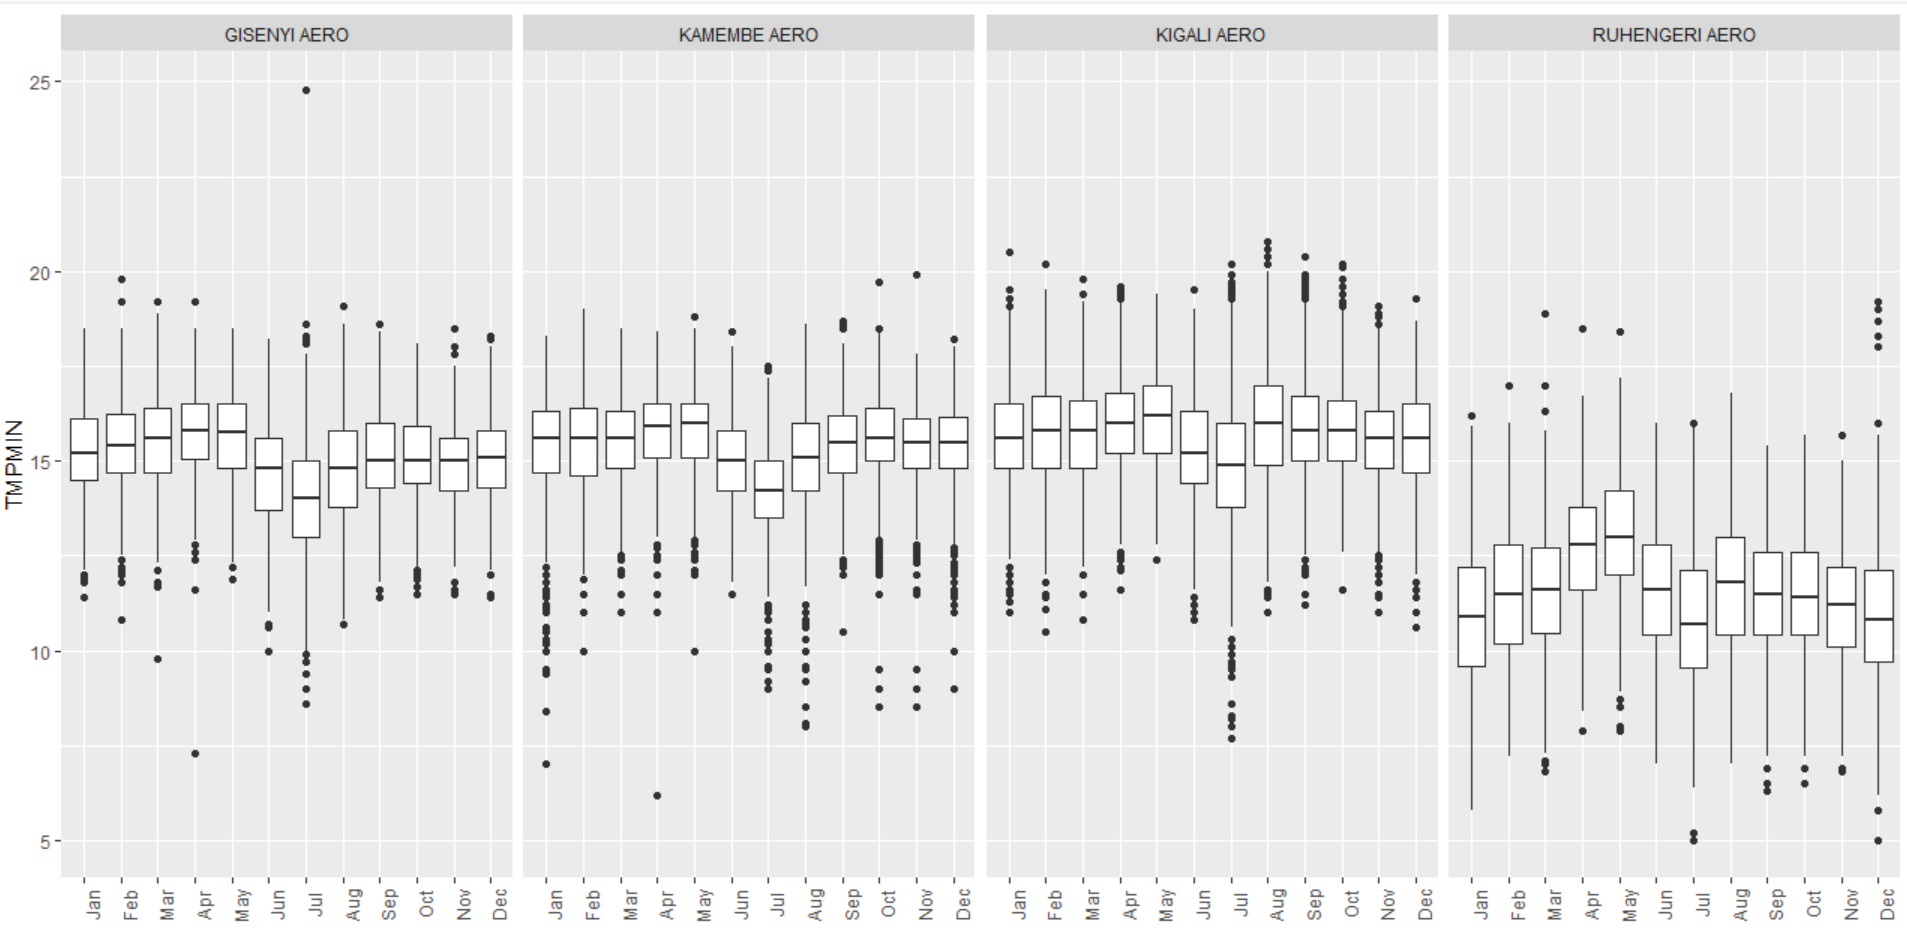 GISENYI AERO
KAMEMBE AERO
KIGALI AERO
RUHENGERI AERO
TMPMIN
25
20
15
10
5
Jan Feb Mar Apr May Jun Jul Aug Sep Oct Nov Dec
Jan Feb Mar Apr May Jun Jul Aug Sep Oct Nov Dec
Jan Feb Mar Apr May Jun Jul Aug Sep Oct Nov Dec
Jan Feb Mar Apr May Jun Jul Aug Sep Oct Nov Dec